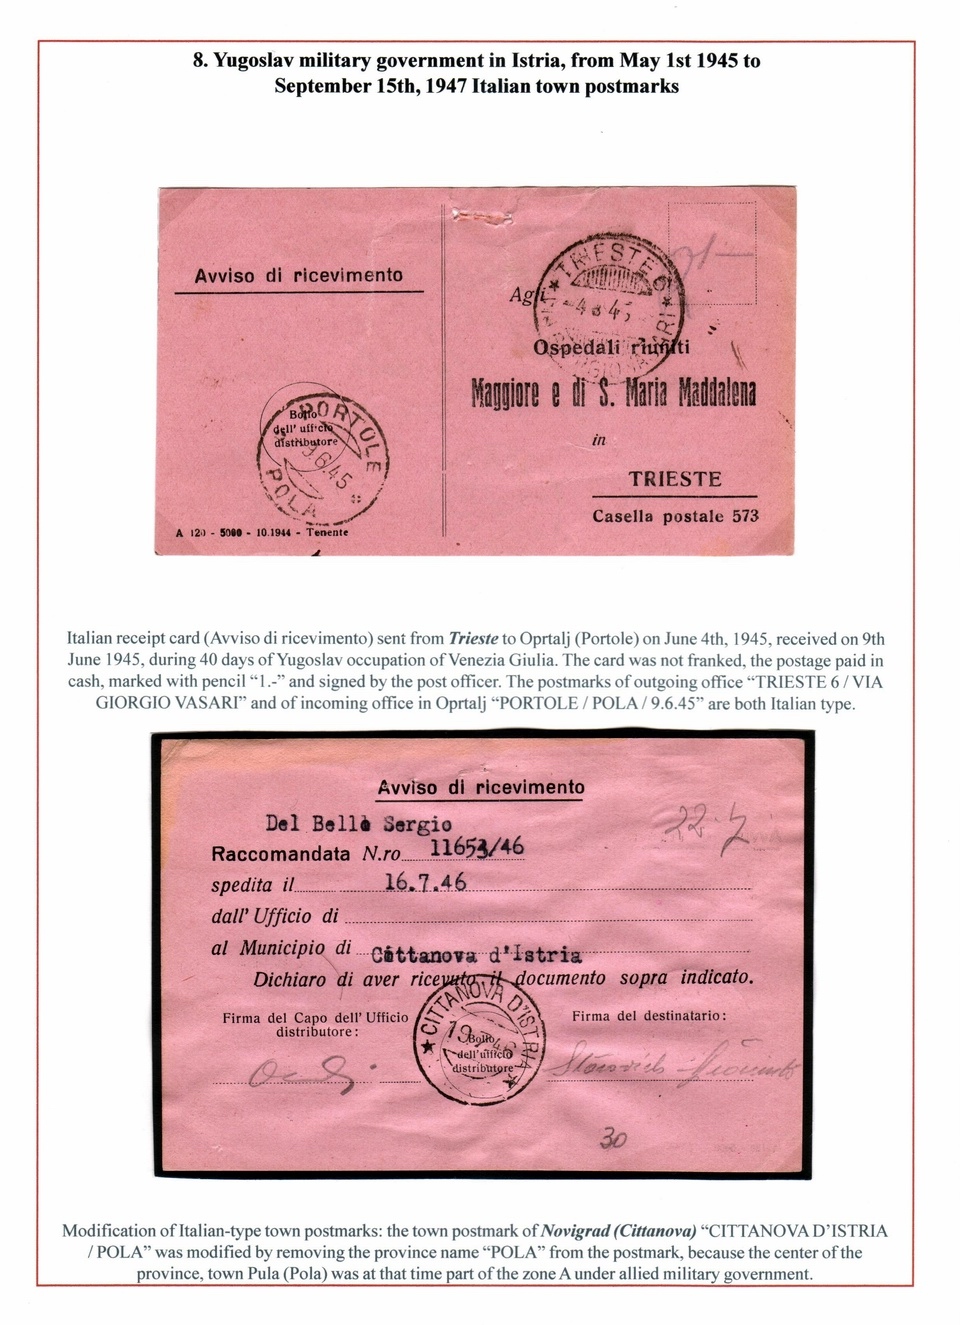 8. Yugoslav military government in Istria, from May 1st 1945 to
September 15th, 1947 Italian town postmarks
Avviso di ricevimento
Bollo
dell' ufficio
distributore
PORTOLE
9.6.45
POLA
A 120 - 5000 - 10.1944 - Tenente
TRIESTE 6
Agli
Ospedali riuniti
Maggiore e di S. Maria Maddalena
in
TRIESTE
Casella postale 573
Italian receipt card (Avviso di ricevimento) sent from Trieste to Oprtalj (Portole) on June 4th, 1945, received on 9th
June 1945, during 40 days of Yugoslav occupation of Venezia Giulia. The card was not franked, the postage paid in
cash, marked with pencil “1.-” and signed by the post officer. The postmarks of outgoing office “TRIESTE 6 / VIA
GIORGIO VASARI” and of incoming office in Oprtalj “PORTOLE / POLA / 9.6.45” are both Italian type.
Avviso di ricevimento
Del Bello Sergio
Raccomandata N.ro 11653/46
spedita il 16.7.46
dall' Ufficio di
al Municipio di Cittanova d'Istria
Dichiaro di aver ricevuto il documento sopra indicato.
Firma del Capo dell' Ufficio
distributore:
CITTANOVA D'ISTRIA
Bollo
dell'ufficio
distributore
Firma del destinatario:
30
Modification of Italian-type town postmarks: the town postmark of Novigrad (Cittanova) “CITTANOVA D’ISTRIA
/ POLA” was modified by removing the province name “POLA” from the postmark, because the center of the
province, town Pula (Pola) was at that time part of the zone A under allied military government.